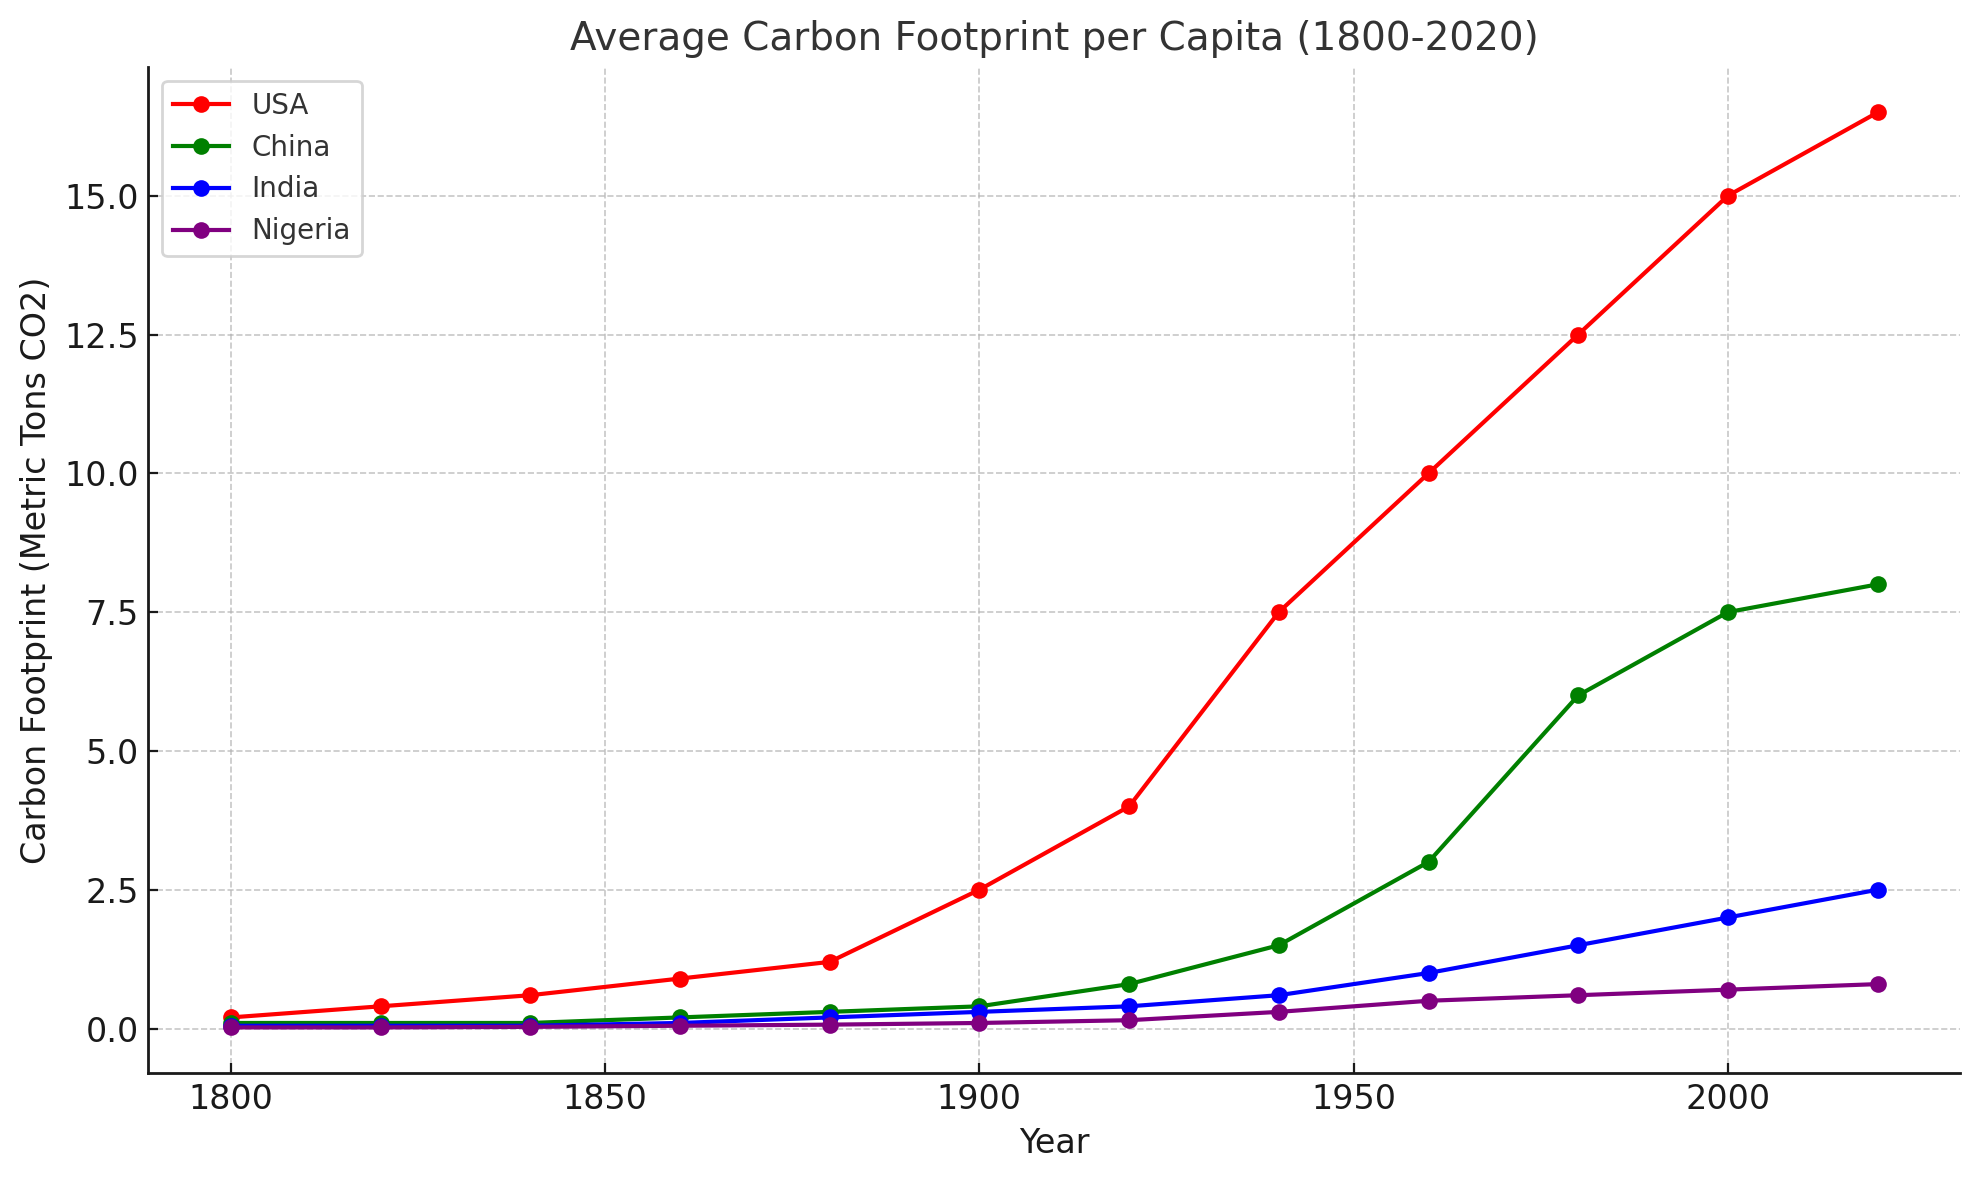 Average Carbon Footprint per Capita (1800-2020)
USA
China
India
Nigeria
Carbon Footprint (Metric Tons CO2)
15.0
12.5
10.0
7.5
5.0
2.5
0.0
1800 1850 1900 1950 2000
Year